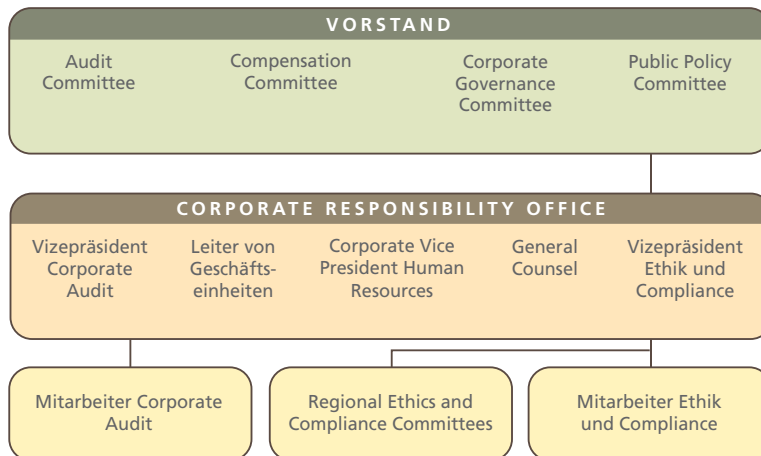 VORSTAND
Audit
Committee
Compensation
Committee
Corporate
Governance
Committee
Public Policy
Committee
CORPORATE RESPONSIBILITY OFFICE
Vizepräsident
Corporate
Audit
Leiter von
Geschäfts-
einheiten
Corporate Vice
President Human
Resources
General
Counsel
Vizepräsident
Ethik und
Compliance
Mitarbeiter Corporate
Audit
Regional Ethics and
Compliance Committees
Mitarbeiter Ethik
und Compliance